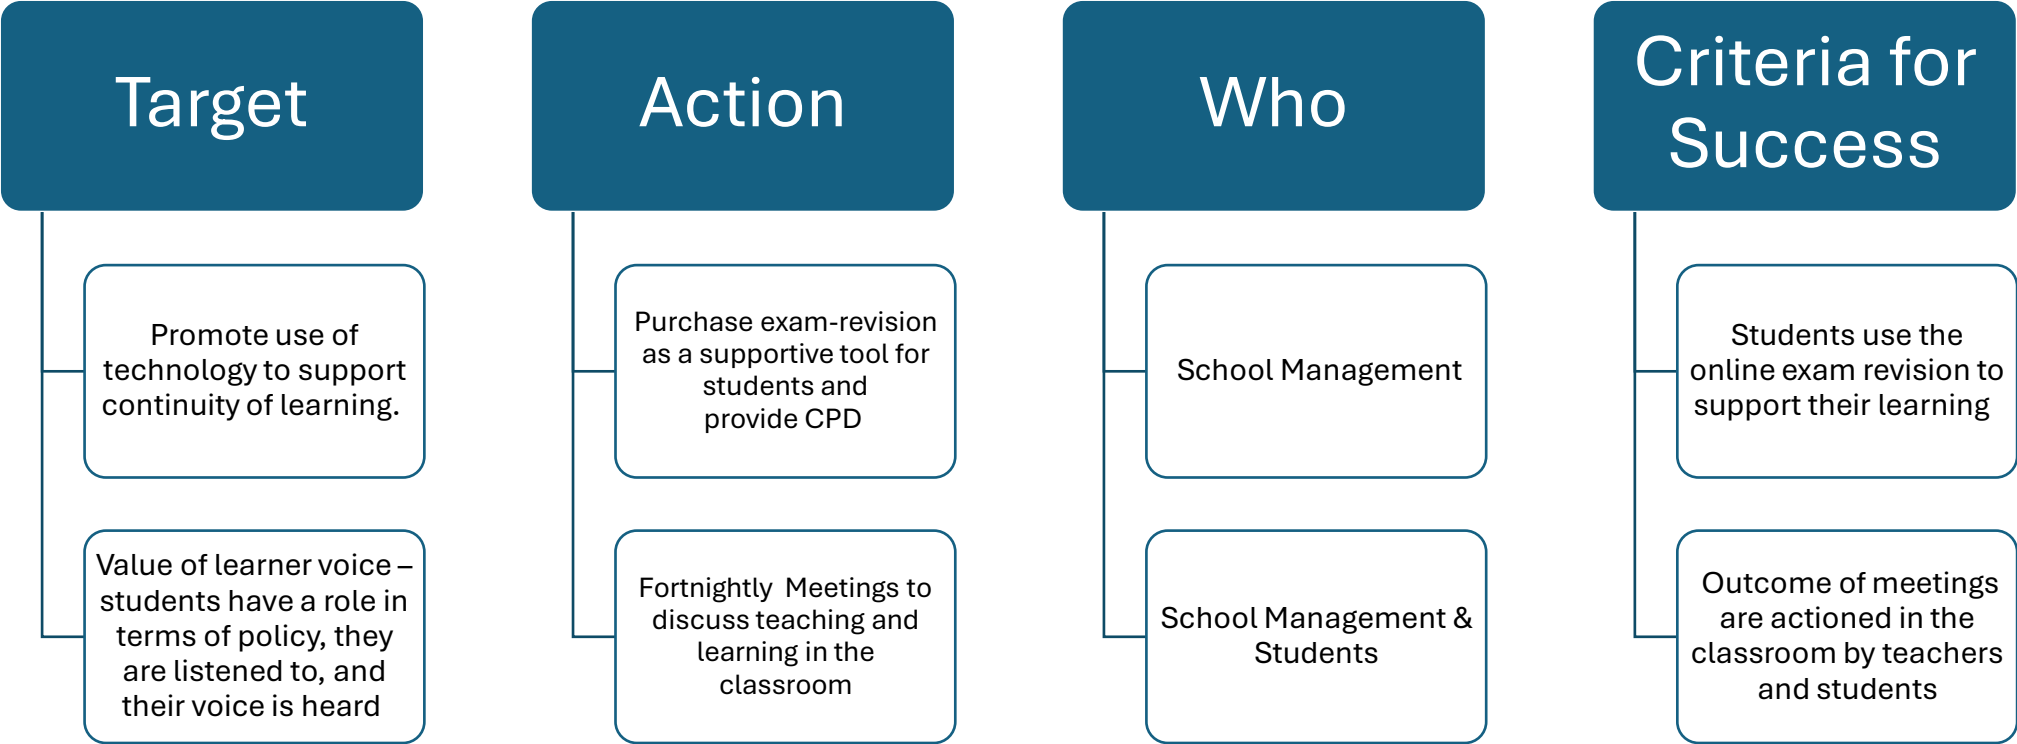 Target
Promote use of
technology to support
continuity of learning.
Value of learner voice –
students have a role in
terms of policy, they
are listened to, and
their voice is heard
Action
Purchase exam-revision
as a supportive tool for
students and
provide CPD
Fortnightly  Meetings to
discuss teaching and
learning in the
classroom
Who
School Management
School Management &
Students
Criteria for
Success
Students use the
online exam revision to
support their learning
Outcome of meetings
are actioned in the
classroom by teachers
and students